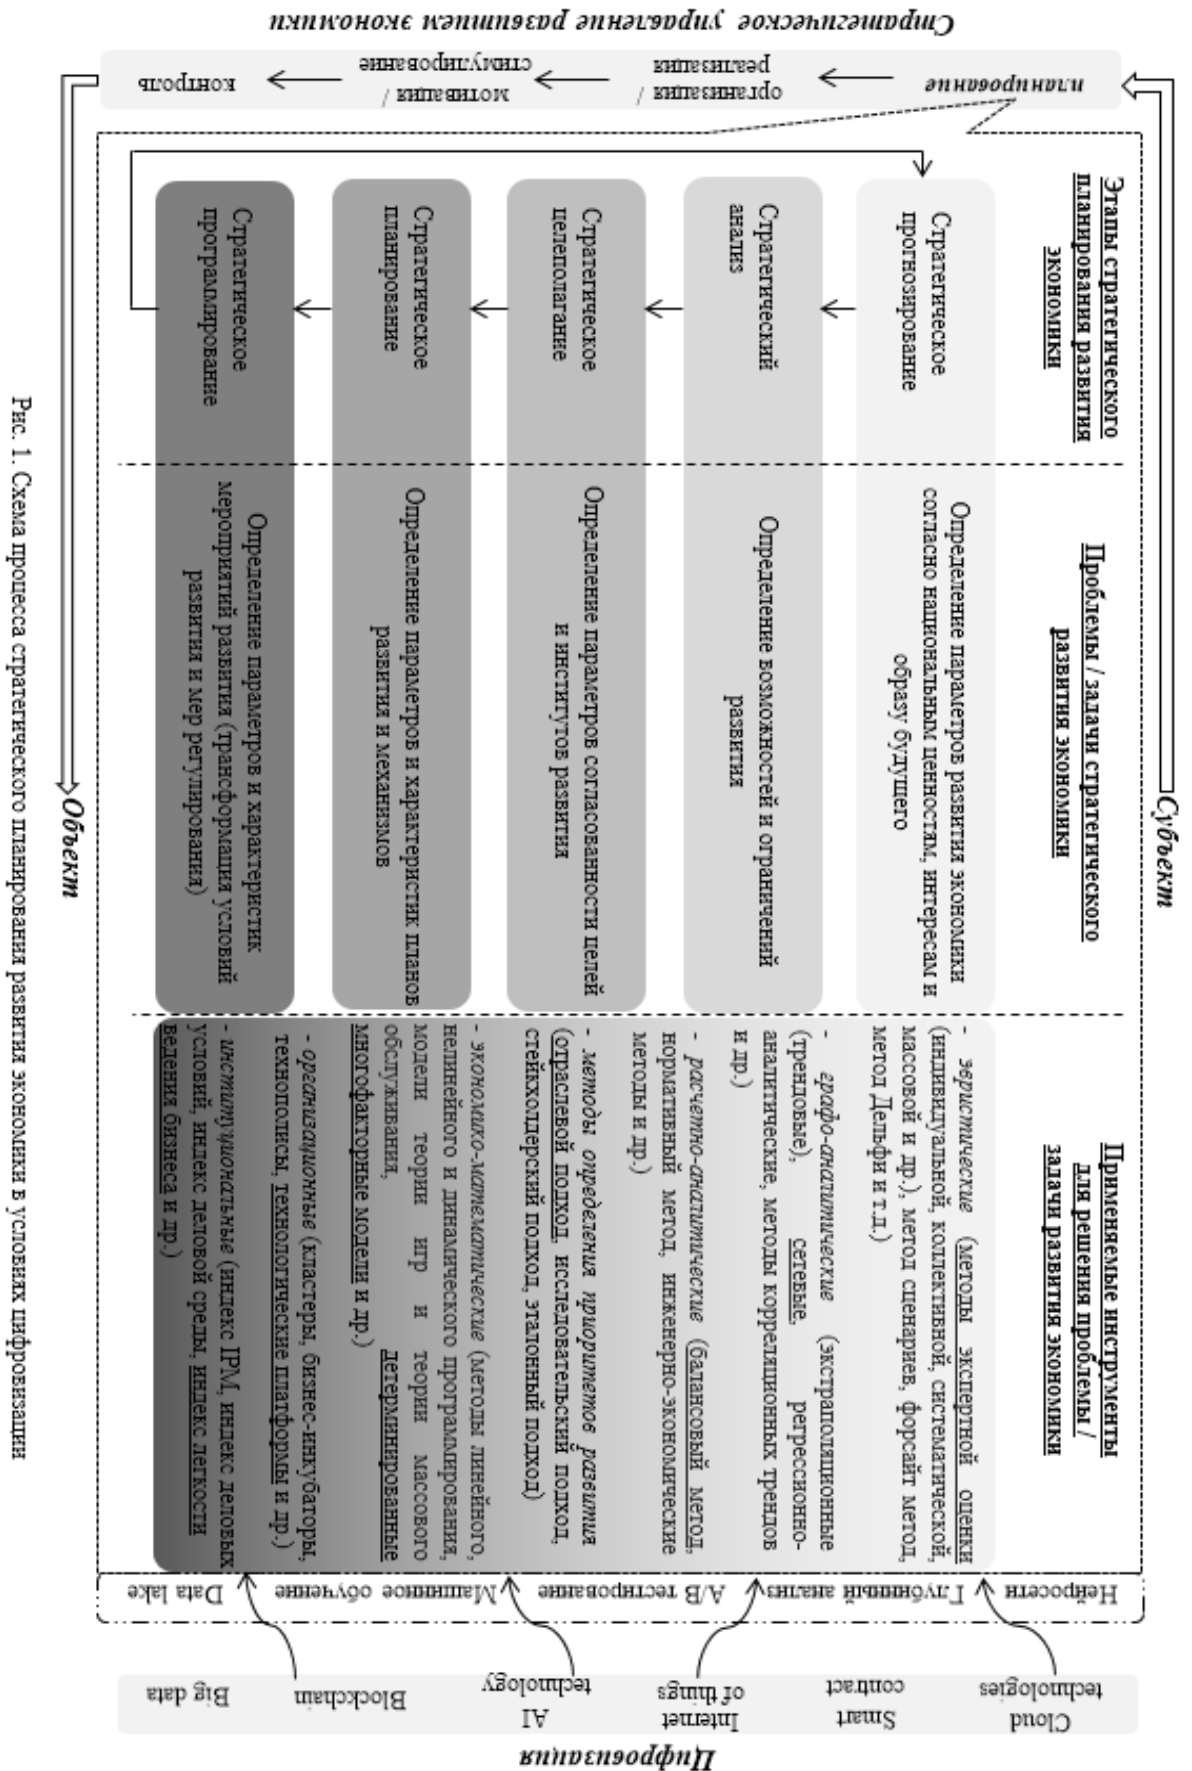 Субъект
Стратегическое управление развитием экономики
планирование
организация /
реализация
мотивация /
стимулирование
контроль
Объект
Этапы стратегического
планирования развития
экономики
Проблемы / задачи стратегического
развития экономики
Применяемые инструменты
для решения проблемы /
задачи развития экономики
Стратегическое
прогнозирование
Определение параметров развития экономики
согласно национальным ценностям, интересам и
образу будущего
- эвристические (методы экспертной оценки
(индивидуальной, коллективной, систематической,
массовой и др.), метод сценариев, форсайт метод,
метод Дельфи и т.д.)
Стратегический
анализ
Определение возможностей и ограничений
развития
- графо-аналитические (экстраполяционные
(трендовые), сетевые, регрессионно-
аналитические, методы корреляционных трендов
и др.)
- расчетно-аналитические (балансовый метод,
нормативный метод, инженерно-экономические
методы и др.)
Стратегическое
целеполагание
Определение параметров согласованности целей
и институтов развития
- методы определения приоритетов развития
(отраслевой подход, исследовательский подход,
стейкхолдерский подход, эталонный подход)
Стратегическое
планирование
Определение параметров и характеристик планов
развития и механизмов
- экономико-математические (методы линейного,
нелинейного и динамического программирования,
модели теории игр и теории массового
обслуживания, детерминированные
многофакторные модели и др.)
Стратегическое
программирование
Определение параметров и характеристик
мероприятий развития (трансформация условий
развития и мер регулирования)
- организационные (кластеры, бизнес-инкубаторы,
технополисы, технологические платформы и др.)
- институциональные (индекс IPM, индекс деловых
условий, индекс деловой среды, индекс легкости
ведения бизнеса и др.)
Нейросети
Глубинный анализ
A/B тестирование
Машинное обучение
Data lake
Cloud
technologies
Smart
contract
Internet
of things
AI
technology
Blockchain
Big data
Цифровизация
Рис. 1. Схема процесса стратегического планирования развития экономики в условиях цифровизации